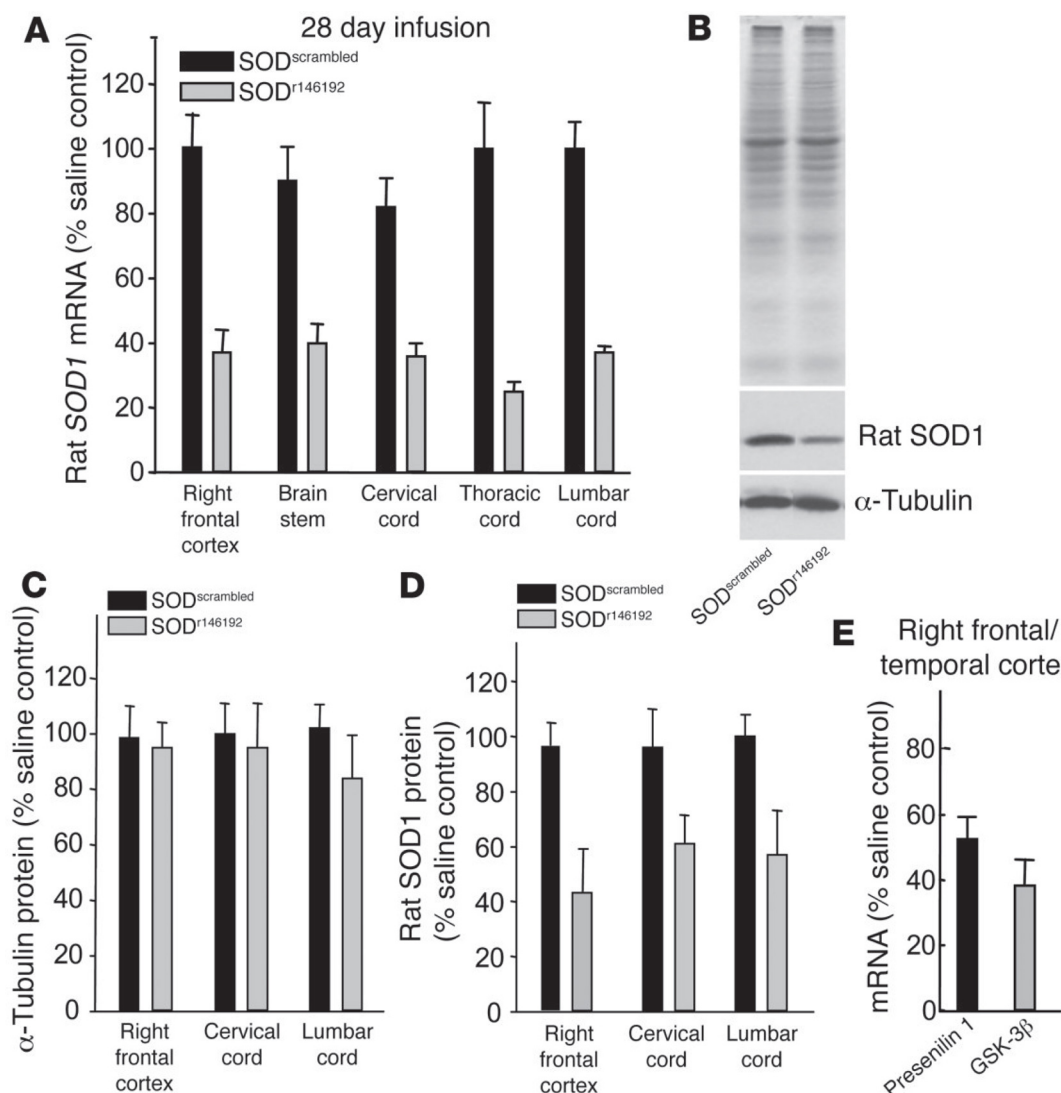 A
28 day infusion
SODscrambled
SODr146192
Rat SOD1 mRNA (% saline control)
120
100
80
60
40
20
0
Right
frontal
cortex
Brain
stem
Cervical
cord
Thoracic
cord
Lumbar
cord
B
Rat SOD1
α-Tubulin
SODscrambled
SODr146192
C
SODscrambled
SODr146192
α-Tubulin protein (% saline control)
120
100
80
60
40
20
0
Right
frontal
cortex
Cervical
cord
Lumbar
cord
D
SODscrambled
SODr146192
Rat SOD1 protein
(% saline control)
120
100
80
60
40
20
0
Right
frontal
cortex
Cervical
cord
Lumbar
cord
E
Right frontal/
temporal corte
mRNA (% saline control)
80
60
40
20
0
Presenilin 1
GSK-3β